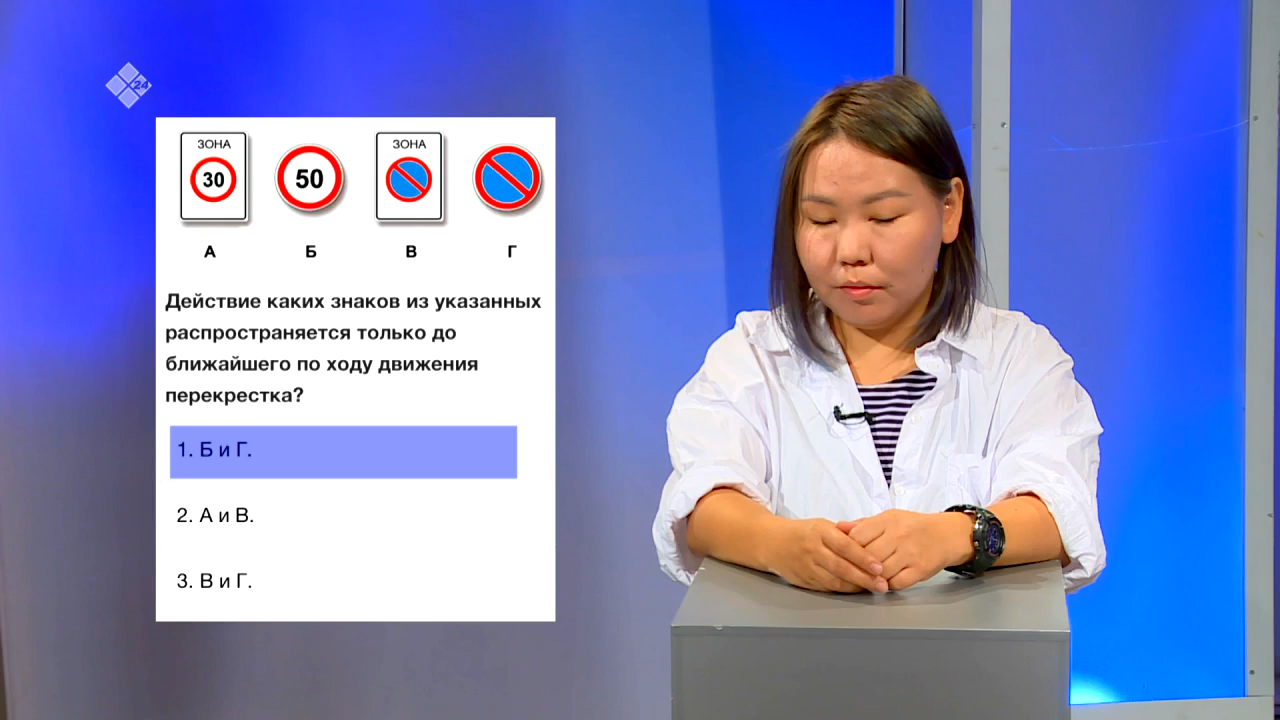 X24
ЗОНА
30
50
ЗОНА
А
Б
В
Г
Действие каких знаков из указанных
распространяется только до
ближайшего по ходу движения
перекрестка?
1. Б и Г.
2. А и В.
3. В и Г.